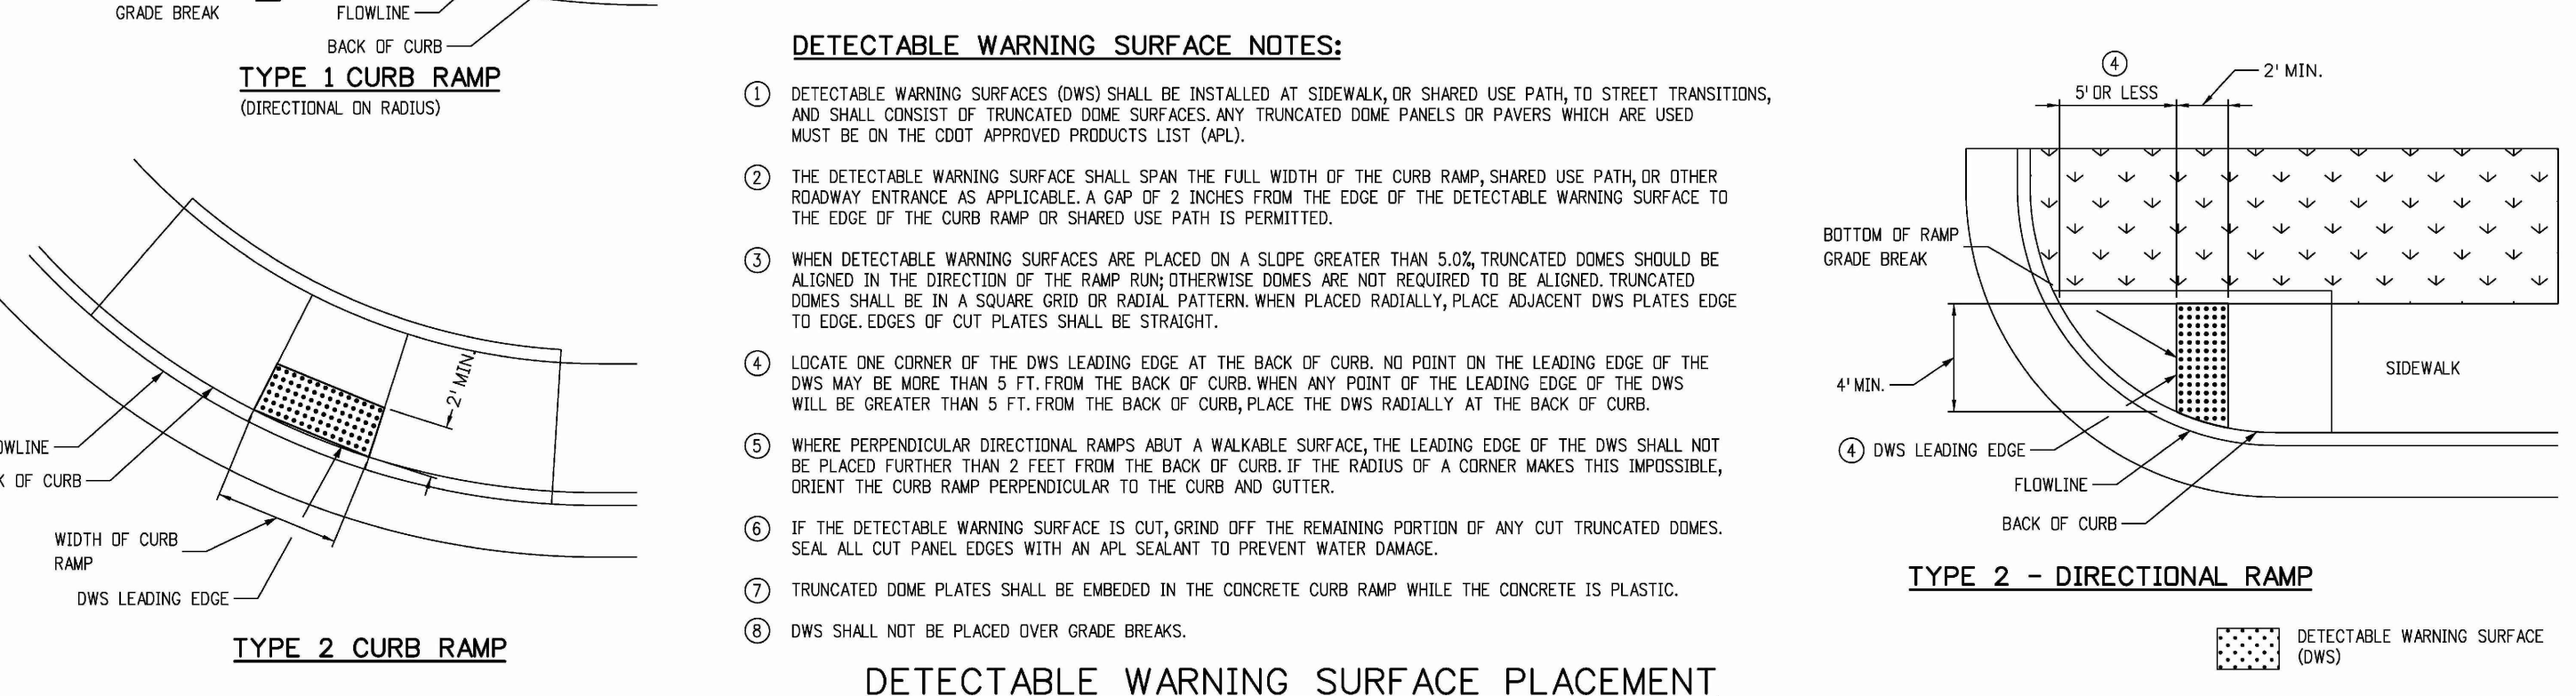 GRADE BREAK
FLOWLINE
BACK OF CURB
TYPE 1 CURB RAMP
(DIRECTIONAL ON RADIUS)
2' MIN.
OWLINE
OF CURB
WIDTH OF CURB
RAMP
DWS LEADING EDGE
TYPE 2 CURB RAMP
DETECTABLE WARNING SURFACE NOTES:
1 DETECTABLE WARNING SURFACES (DWS) SHALL BE INSTALLED AT SIDEWALK, OR SHARED USE PATH, TO STREET TRANSITIONS,
AND SHALL CONSIST OF TRUNCATED DOME SURFACES. ANY TRUNCATED DOME PANELS OR PAVERS WHICH ARE USED
MUST BE ON THE CDOT APPROVED PRODUCTS LIST (APL).
2 THE DETECTABLE WARNING SURFACE SHALL SPAN THE FULL WIDTH OF THE CURB RAMP, SHARED USE PATH, OR OTHER
ROADWAY ENTRANCE AS APPLICABLE. A GAP OF 2 INCHES FROM THE EDGE OF THE DETECTABLE WARNING SURFACE TO
THE EDGE OF THE CURB RAMP OR SHARED USE PATH IS PERMITTED.
3 WHEN DETECTABLE WARNING SURFACES ARE PLACED ON A SLOPE GREATER THAN 5.0%, TRUNCATED DOMES SHOULD BE
ALIGNED IN THE DIRECTION OF THE RAMP RUN; OTHERWISE DOMES ARE NOT REQUIRED TO BE ALIGNED. TRUNCATED
DOMES SHALL BE IN A SQUARE GRID OR RADIAL PATTERN. WHEN PLACED RADIALLY, PLACE ADJACENT DWS PLATES EDGE
TO EDGE. EDGES OF CUT PLATES SHALL BE STRAIGHT.
4 LOCATE ONE CORNER OF THE DWS LEADING EDGE AT THE BACK OF CURB. NO POINT ON THE LEADING EDGE OF THE
DWS MAY BE MORE THAN 5 FT. FROM THE BACK OF CURB. WHEN ANY POINT OF THE LEADING EDGE OF THE DWS
WILL BE GREATER THAN 5 FT. FROM THE BACK OF CURB, PLACE THE DWS RADIALLY AT THE BACK OF CURB.
5 WHERE PERPENDICULAR DIRECTIONAL RAMPS ABUT A WALKABLE SURFACE, THE LEADING EDGE OF THE DWS SHALL NOT
BE PLACED FURTHER THAN 2 FEET FROM THE BACK OF CURB. IF THE RADIUS OF A CORNER MAKES THIS IMPOSSIBLE,
ORIENT THE CURB RAMP PERPENDICULAR TO THE CURB AND GUTTER.
6 IF THE DETECTABLE WARNING SURFACE IS CUT, GRIND OFF THE REMAINING PORTION OF ANY CUT TRUNCATED DOMES.
SEAL ALL CUT PANEL EDGES WITH AN APL SEALANT TO PREVENT WATER DAMAGE.
7 TRUNCATED DOME PLATES SHALL BE EMBEDED IN THE CONCRETE CURB RAMP WHILE THE CONCRETE IS PLASTIC.
8 DWS SHALL NOT BE PLACED OVER GRADE BREAKS.
DETECTABLE WARNING SURFACE PLACEMENT
4
5' OR LESS
2' MIN.
BOTTOM OF RAMP
GRADE BREAK
SIDEWALK
4' MIN.
4 DWS LEADING EDGE
FLOWLINE
BACK OF CURB
TYPE 2 - DIRECTIONAL RAMP
DETECTABLE WARNING SURFACE
(DWS)